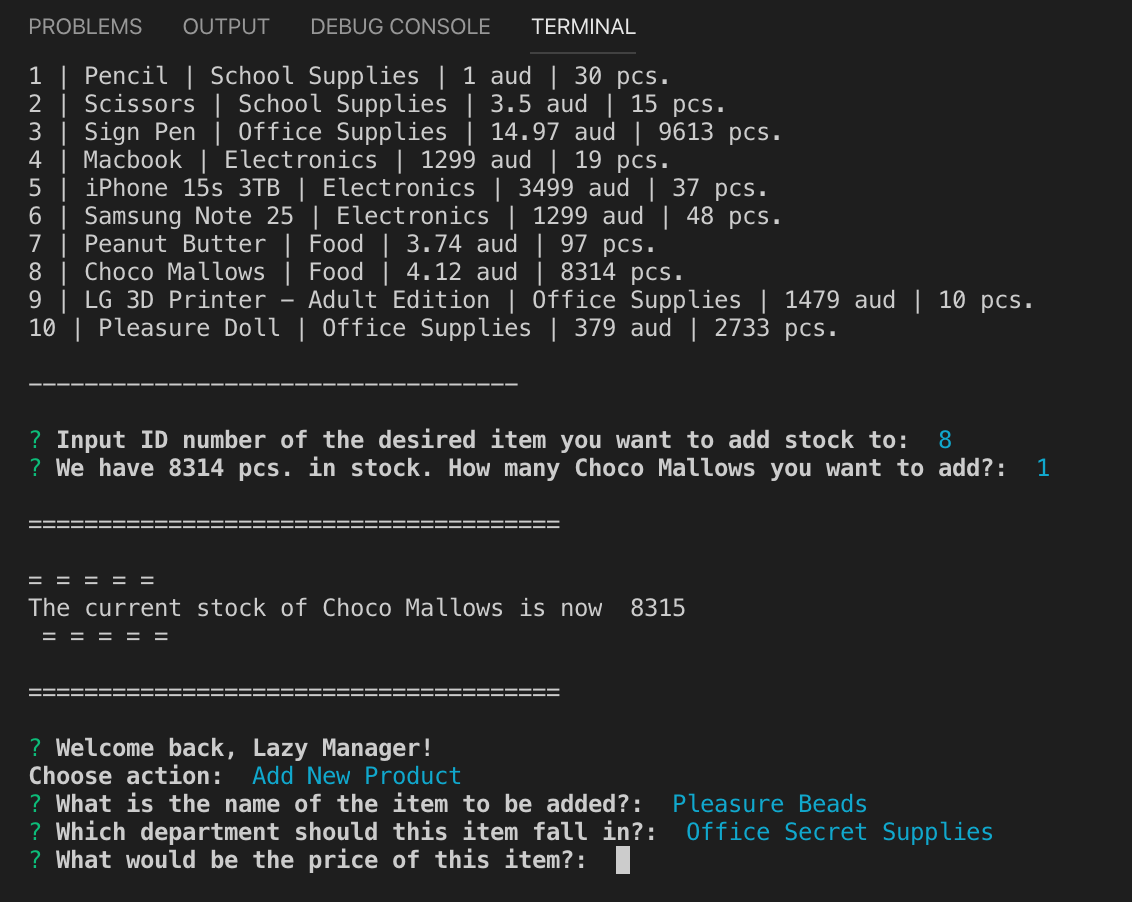 PROBLEMS OUTPUT DEBUG CONSOLE TERMINAL
1 | Pencil | School Supplies | 1 aud | 30 pcs.
2 | Scissors | School Supplies | 3.5 aud | 15 pcs.
3 | Sign Pen | Office Supplies | 14.97 aud | 9613 pcs.
4 | Macbook | Electronics | 1299 aud | 19 pcs.
5 | iPhone 15s 3TB | Electronics | 3499 aud | 37 pcs.
6 | Samsung Note 25 | Electronics | 1299 aud | 48 pcs.
7 | Peanut Butter | Food | 3.74 aud | 97 pcs.
8 | Choco Mallows | Food | 4.12 aud | 8314 pcs.
9 | LG 3D Printer – Adult Edition | Office Supplies | 1479 aud | 10 pcs.
10 | Pleasure Doll | Office Supplies | 379 aud | 2733 pcs.
-----------------------------------
? Input ID number of the desired item you want to add stock to:  8
? We have 8314 pcs. in stock. How many Choco Mallows you want to add?:  1
======================================
= = = = =
The current stock of Choco Mallows is now  8315
 = = = = =
======================================
? Welcome back, Lazy Manager!
Choose action:  Add New Product
? What is the name of the item to be added?:  Pleasure Beads
? Which department should this item fall in?:  Office Secret Supplies
? What would be the price of this item?: